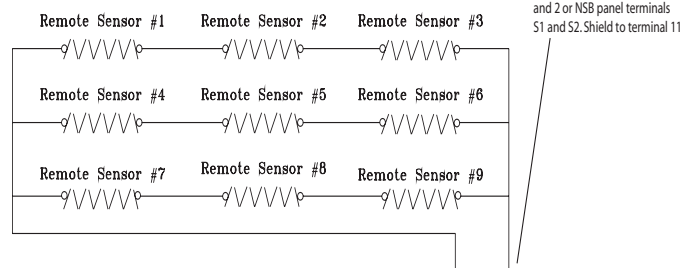 and 2 or NSB panel terminals
S1 and S2. Shield to terminal 11
Remote Sensor #1 Remote Sensor #2 Remote Sensor #3
Remote Sensor #4 Remote Sensor #5 Remote Sensor #6
Remote Sensor #7 Remote Sensor #8 Remote Sensor #9